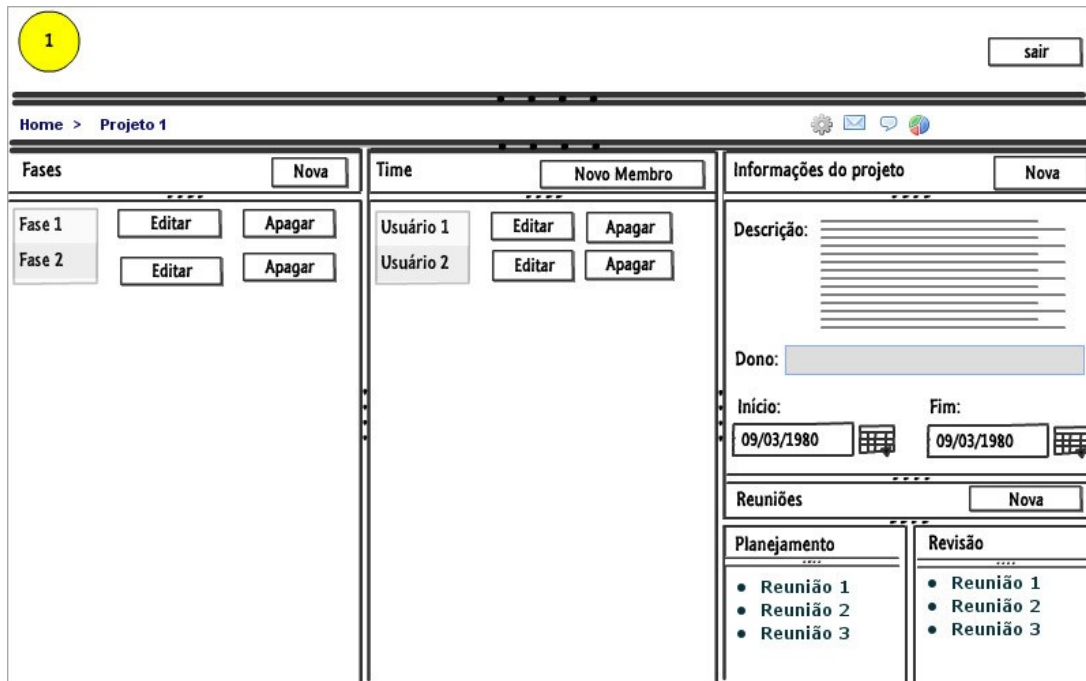 1
sair
Home > Projeto 1
Fases Nova
Fase 1 Editar Apagar
Fase 2 Editar Apagar
Time Novo Membro
Usuário 1 Editar Apagar
Usuário 2 Editar Apagar
Informações do projeto Nova
Descrição:
Dono:
Início: Fim:
09/03/1980 09/03/1980
Reuniões Nova
Planejamento
• Reunião 1
• Reunião 2
• Reunião 3
Revisão
• Reunião 1
• Reunião 2
• Reunião 3